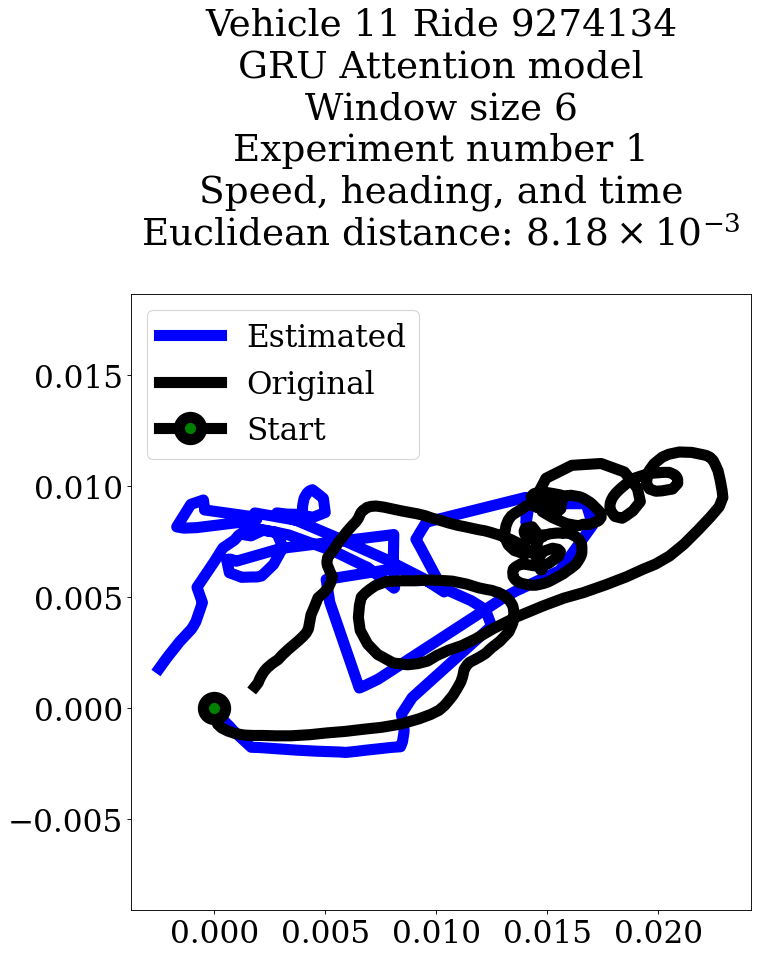 Vehicle 11 Ride 9274134
GRU Attention model
Window size 6
Experiment number 1
Speed, heading, and time
Euclidean distance: 8.18 × 10⁻³
Estimated
Original
Start
0.015
0.010
0.005
0.000
−0.005
0.000 0.005 0.010 0.015 0.020